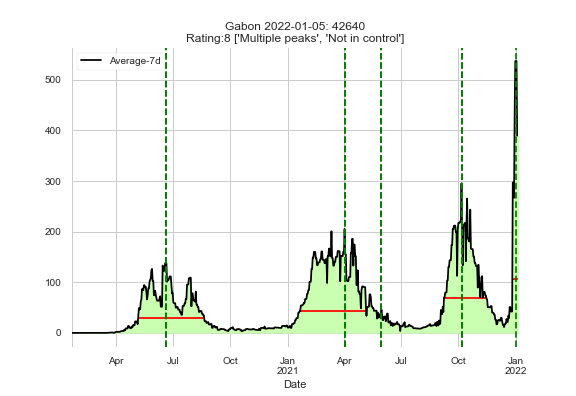 Gabon 2022-01-05: 42640
Rating:8 ['Multiple peaks', 'Not in control']
Average-7d
500
400
300
200
100
0
Apr Jul Oct Jan Apr Jul Oct Jan
2021 2022
Date